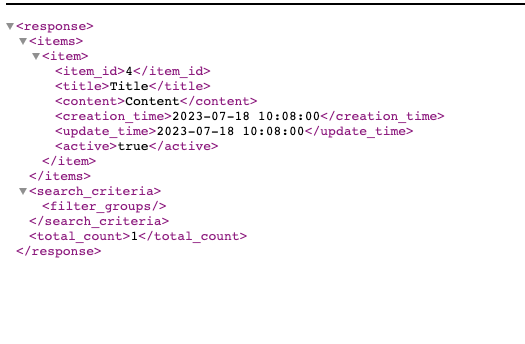 <response>
<items>
<item>
<item_id>4</item_id>
<title>Title</title>
<content>Content</content>
<creation_time>2023-07-18 10:08:00</creation_time>
<update_time>2023-07-18 10:08:00</update_time>
<active>true</active>
</item>
</items>
<search_criteria>
<filter_groups/>
</search_criteria>
<total_count>1</total_count>
</response>